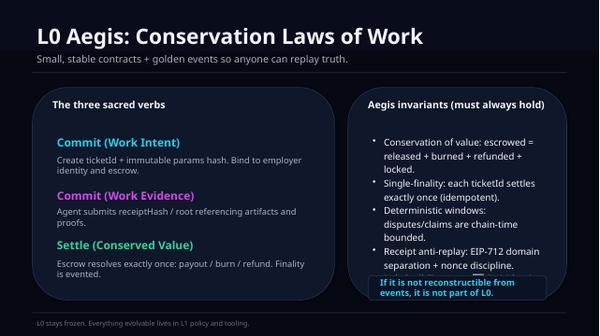 L0 Aegis: Conservation Laws of Work
Small, stable contracts + golden events so anyone can replay truth.
The three sacred verbs
Commit (Work Intent)
Create ticketId + immutable params hash. Bind to employer
identity and escrow.
Commit (Work Evidence)
Agent submits receiptHash / root referencing artifacts and
proofs.
Settle (Conserved Value)
Escrow resolves exactly once: payout / burn / refund. Finality
is evented.
Aegis invariants (must always hold)
• Conservation of value: escrowed =
released + burned + refunded +
locked.
• Single-finality: each ticketId settles
exactly once (idempotent).
• Deterministic windows:
disputes/claims are chain-time
bounded.
• Receipt anti-replay: EIP-712 domain
separation + nonce discipline.
If it is not reconstructible from
events, it is not part of L0.
L0 stays frozen. Everything evolvable lives in L1 policy and tooling.